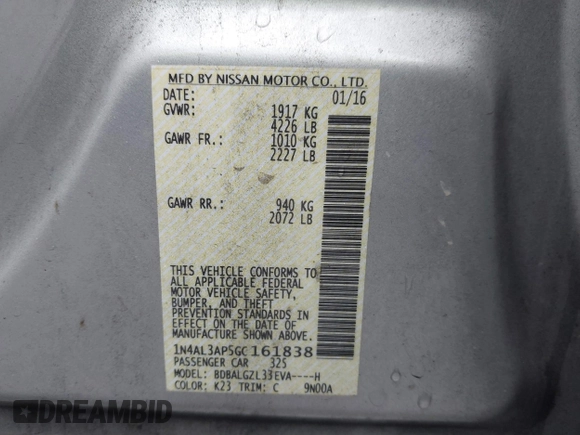 MFD BY NISSAN MOTOR CO., LTD.
DATE: 01/16
GVWR: 1917 KG
4226 LB
GAWR FR.: 1010 KG
2227 LB
GAWR RR.: 940 KG
2072 LB
THIS VEHICLE CONFORMS TO
ALL APPLICABLE FEDERAL
MOTOR VEHICLE SAFETY,
BUMPER, AND THEFT
PREVENTION STANDARDS IN
EFFECT ON THE DATE OF
MANUFACTURE SHOWN ABOVE.
1N4AL3AP5GC161838
PASSENGER CAR 32S
MODEL: BDBALGZL33EVA----H
COLOR: K23 TRIM: C 9N00A
DREAMBID